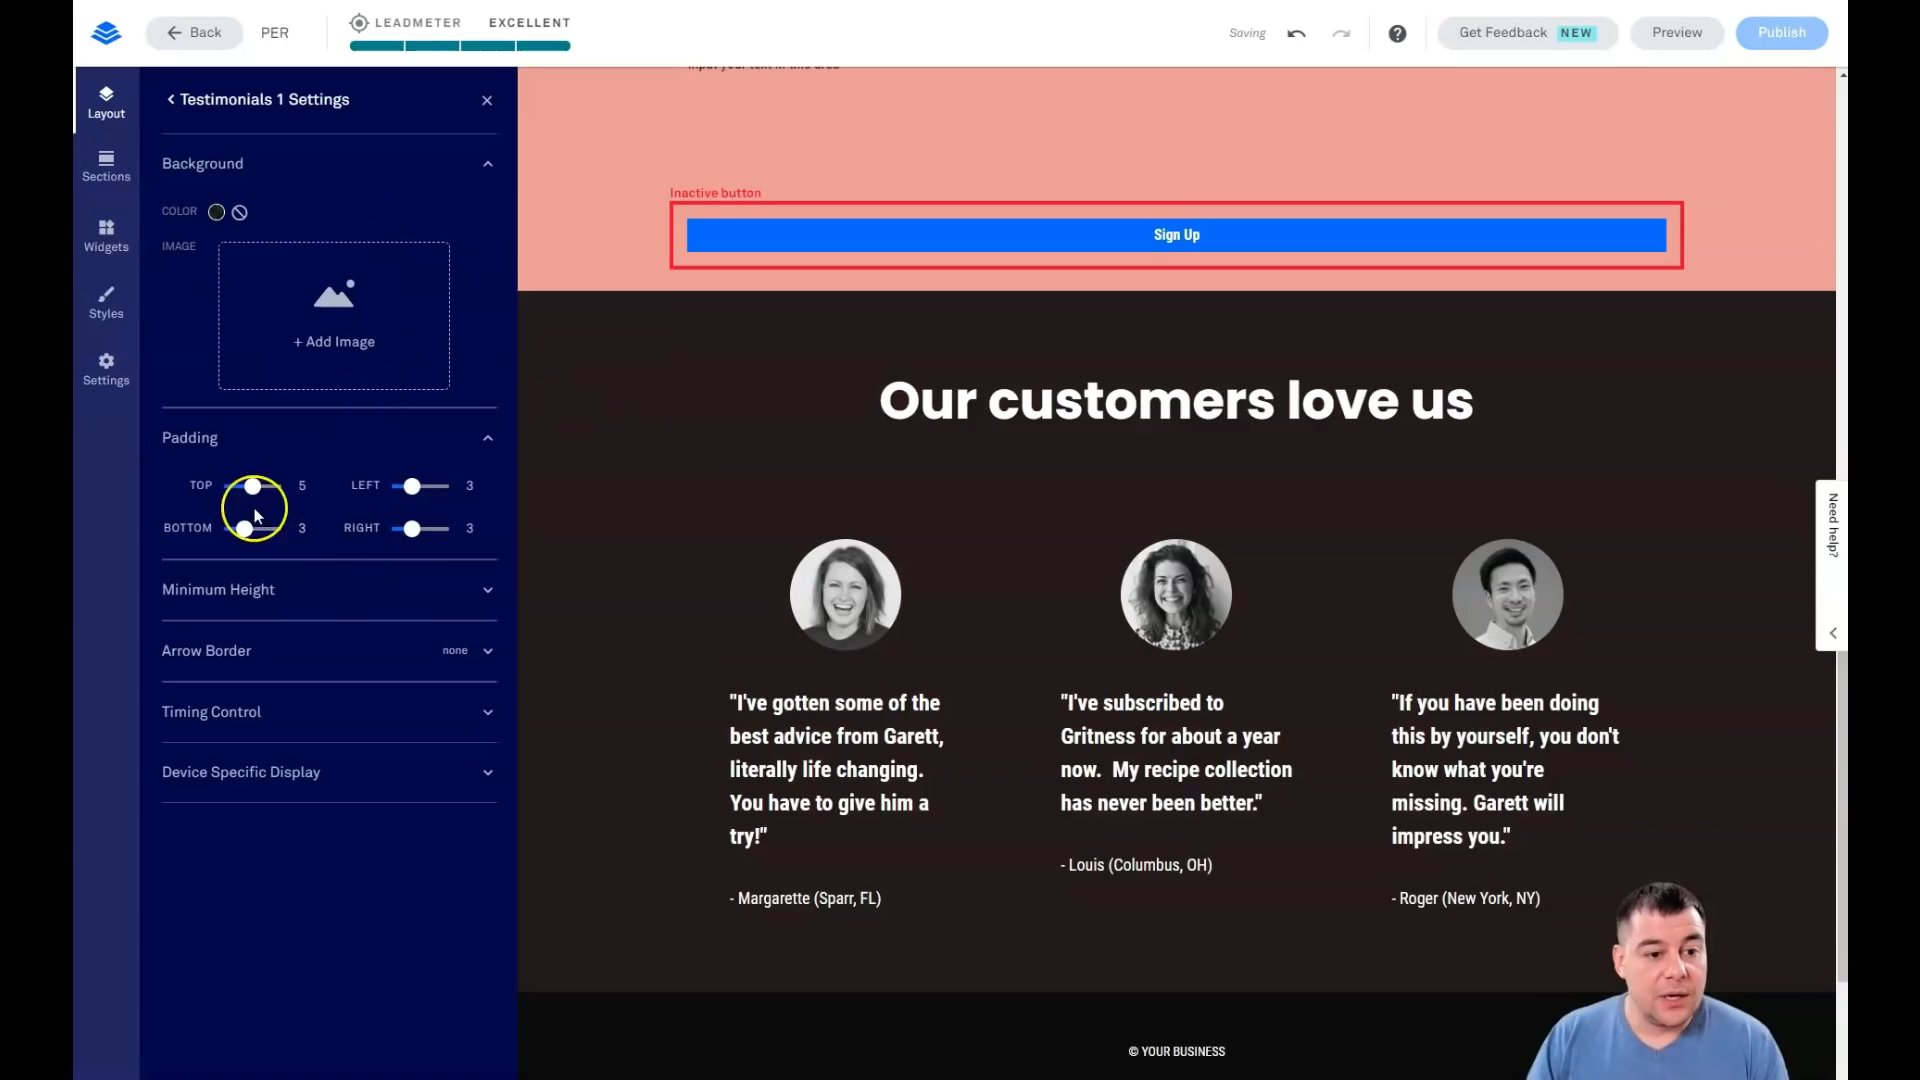 Back
PER
LEADMETER
EXCELLENT
Saving
Get Feedback NEW
Preview
Publish
Layout
Sections
Widgets
Styles
Settings
Testimonials 1 Settings
Background
COLOR
IMAGE
+ Add Image
Padding
TOP 5 LEFT 3
BOTTOM 3 RIGHT 3
Minimum Height
Arrow Border none
Timing Control
Device Specific Display
Input your text in this area
Inactive button
Sign Up
Our customers love us
"I've gotten some of the
best advice from Garett,
literally life changing.
You have to give him a
try!"
- Margarette (Sparr, FL)
"I've subscribed to
Gritness for about a year
now. My recipe collection
has never been better."
- Louis (Columbus, OH)
"If you have been doing
this by yourself, you don't
know what you're
missing. Garett will
impress you."
- Roger (New York, NY)
© YOUR BUSINESS
Need help?